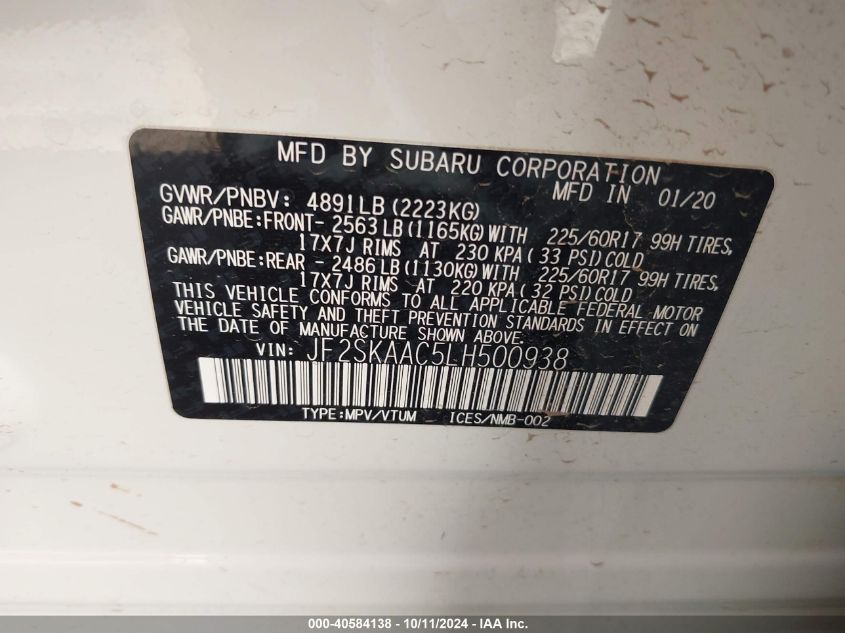 MFD BY SUBARU CORPORATION
MFD IN 01/20
GVWR/PNBV: 4891LB(2223KG)
GAWR/PNBE:FRONT- 2563LB(1165KG)WITH 225/60R17 99H TIRES,
17X7J RIMS AT 230 KPA( 33 PSI)COLD
GAWR/PNBE:REAR - 2486LB(1130KG)WITH 225/60R17 99H TIRES,
17X7J RIMS AT 220 KPA(32 PSI)COLD
THIS VEHICLE CONFORMS TO ALL APPLICABLE FEDERAL MOTOR
VEHICLE SAFETY AND THEFT PREVENTION STANDARDS IN EFFECT ON
THE DATE OF MANUFACTURE SHOWN ABOVE.
VIN: JF2SKAAC5LH500938
TYPE:MPV/VTUM ICES/NMB-002
000-40584138 - 10/11/2024 - IAA Inc.